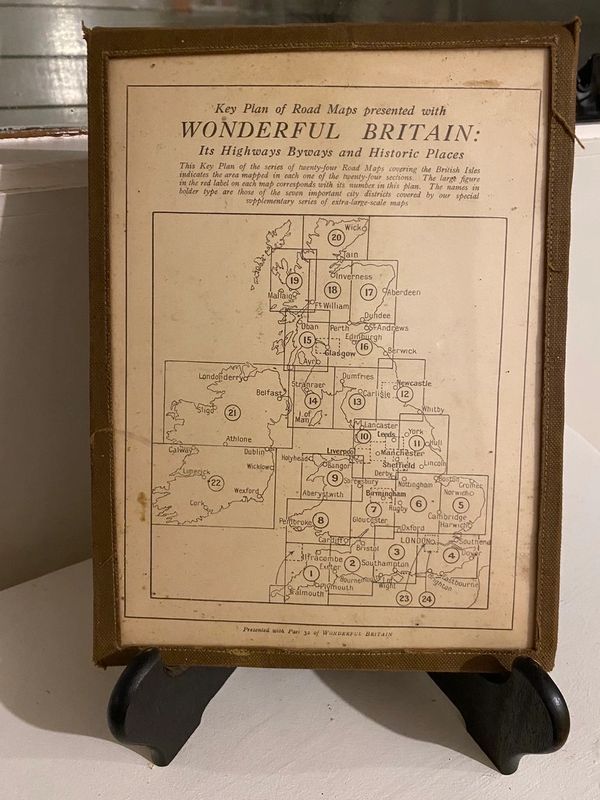 Key Plan of Road Maps presented with
WONDERFUL BRITAIN:
Its Highways Byways and Historic Places
This Key Plan of the series of twenty-four Road Maps covering the British Isles
indicates the area mapped in each one of the twenty-four sections. The large figure
in the red label on each map corresponds with its number in this plan. The names in
bolder type are those of the seven important city districts covered by our special
supplementary series of extra-large-scale maps
Wick
20
Tain
19
Inverness
18
17
Aberdeen
Mallaig
Ft William
Dundee
Oban
Perth
St Andrews
15
Edinburgh
16
Glasgow
Berwick
Ayr
Londonderry
Stranraer
Dumfries
Newcastle
Belfast
14
13
Carlisle
12
Sligo
21
I. of
Man
Whitby
Lancaster
10
Leeds
York
Athlone
11
Hull
Galway
Dublin
Liverpool
Manchester
Holyhead
Sheffield
Lincoln
Limerick
Wicklow
Bangor
Derby
22
9
Shrewsbury
Nottingham
Boston
Cromer
Wexford
Aberystwith
Birmingham
Norwich
Cork
6
5
Rugby
8
7
Cambridge
Pembroke
Gloucester
Harwich
Oxford
Cardiff
LONDON
Southend
Bristol
Ilfracombe
3
4
Dover
Exeter
2
Southampton
1
Bournemouth
I. of
Eastbourne
Plymouth
Wight
Brighton
Falmouth
23
24
Presented with Part 32 of WONDERFUL BRITAIN